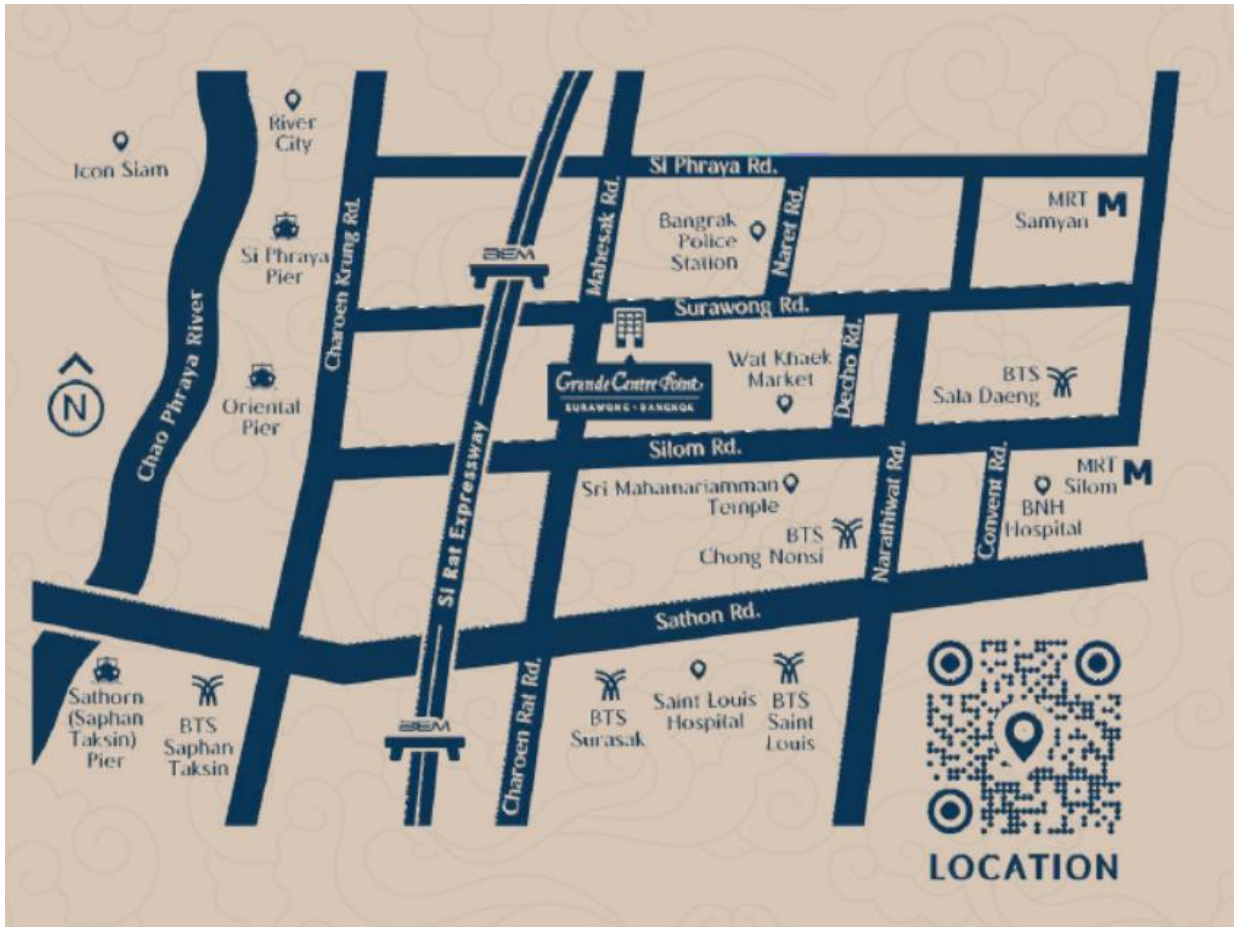 Icon Siam
River
City
Si Phraya
Pier
Oriental
Pier
Chao Phraya River
Charoen Krung Rd.
N
BEM
Si Rat Expressway
Mahesak Rd.
Si Phraya Rd.
Bangrak
Police
Station
Naret Rd.
MRT
Samyan
M
Surawong Rd.
Grande Centre Point
SURAWONG • BANGKOK
Wat Khaek
Market
Decho Rd.
BTS
Sala Daeng
Silom Rd.
Sri Mahamariamman
Temple
BTS
Chong Nonsi
Narathiwat Rd.
Convent Rd.
MRT
Silom
M
BNH
Hospital
Sathon Rd.
Sathorn
(Saphan
Taksin)
Pier
BTS
Saphan
Taksin
BEM
Charoen Rat Rd.
BTS
Surasak
Saint Louis
Hospital
BTS
Saint
Louis
LOCATION